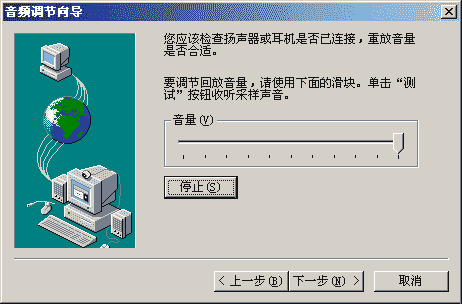 音频调节向导
您应该检查扬声器或耳机是否已连接，重放音量
是否合适。
要调节回放音量，请使用下面的滑块。单击“测
试”按钮收听采样声音。
音量(V)
停止(S)
< 上一步(B)
下一步(N) >
取消